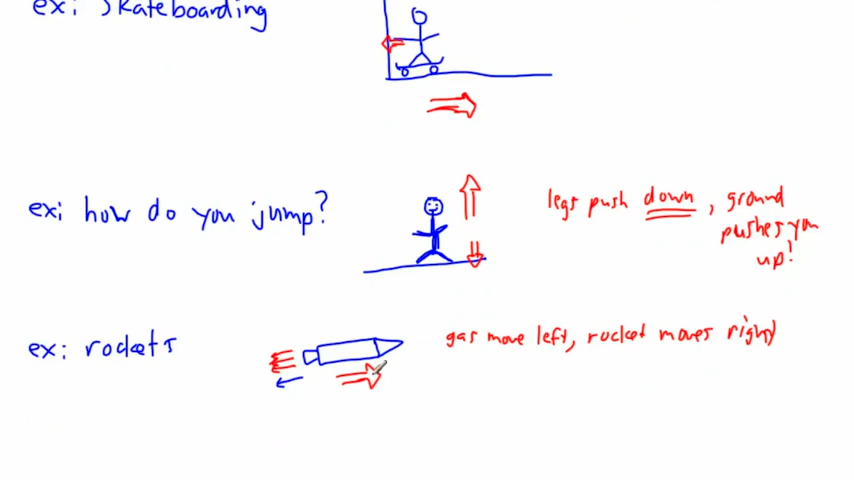 ex: skateboarding
ex: how do you jump?
legs push down, ground
pushes you
up!
ex: rockets
gas move left, rocket moves right